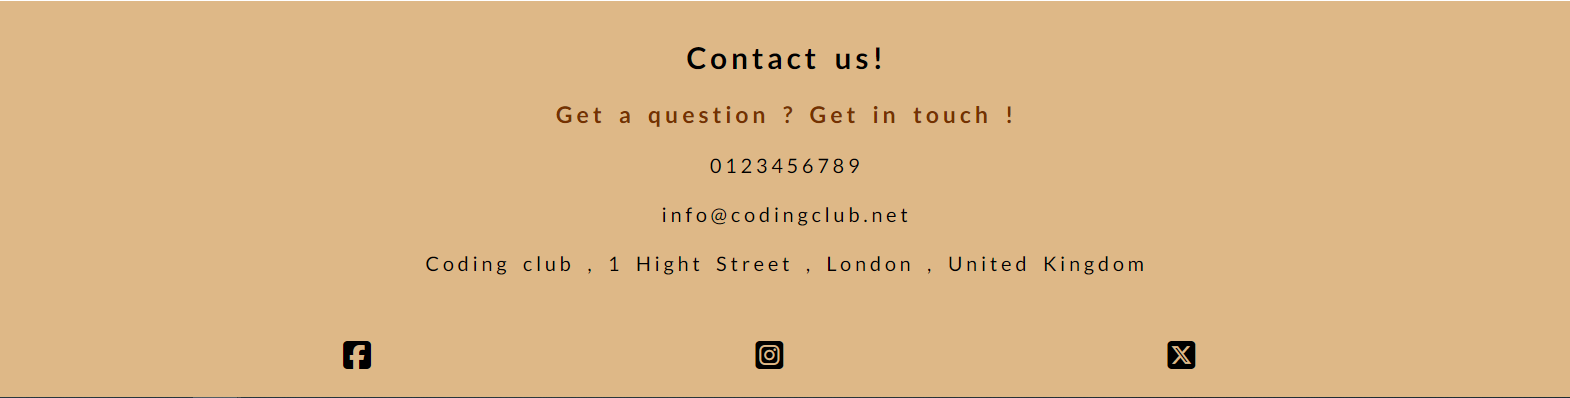 Contact us!
Get a question ? Get in touch !
0123456789
info@codingclub.net
Coding club , 1 Hight Street , London , United Kingdom